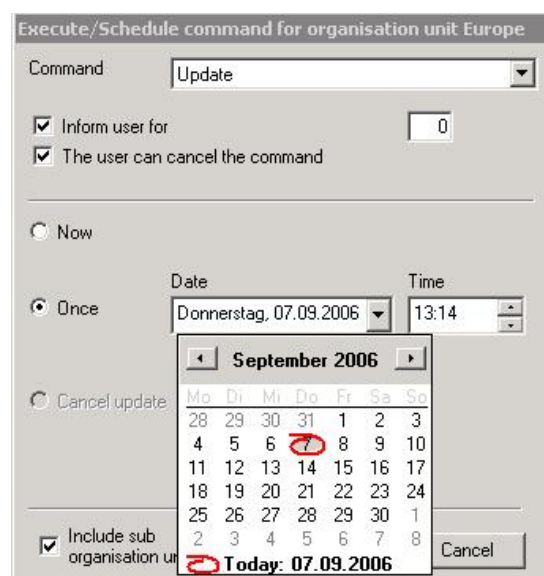 Execute/Schedule command for organisation unit Europe
Command
Update
Inform user for
0
The user can cancel the command
Now
Date
Time
Once
Donnerstag, 07.09.2006
13:14
September 2006
Cancel update
Mo Di Mi Do Fr Sa So
28 29 30 31 1 2 3
4 5 6 7 8 9 10
11 12 13 14 15 16 17
18 19 20 21 22 23 24
25 26 27 28 29 30 1
2 3 4 5 6 7 8
Today: 07.09.2006
Include sub
organisation
Cancel